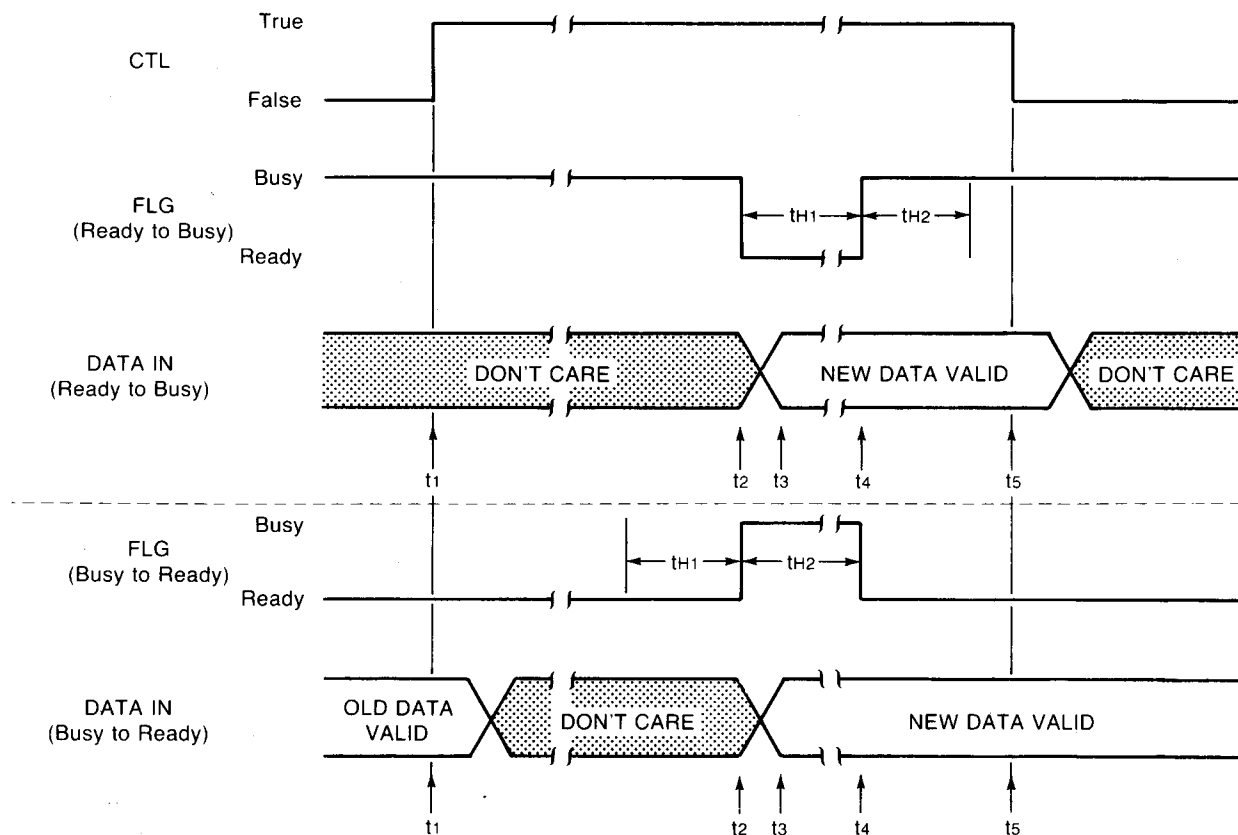 True
CTL
False
Busy
FLG
(Ready to Busy)
tH1
tH2
Ready
DATA IN
(Ready to Busy)
DON'T CARE
NEW DATA VALID
DON'T CARE
t1
t2
t3
t4
t5
Busy
FLG
(Busy to Ready)
tH1
tH2
Ready
DATA IN
(Busy to Ready)
OLD DATA
VALID
DON'T CARE
NEW DATA VALID
t1
t2
t3
t4
t5